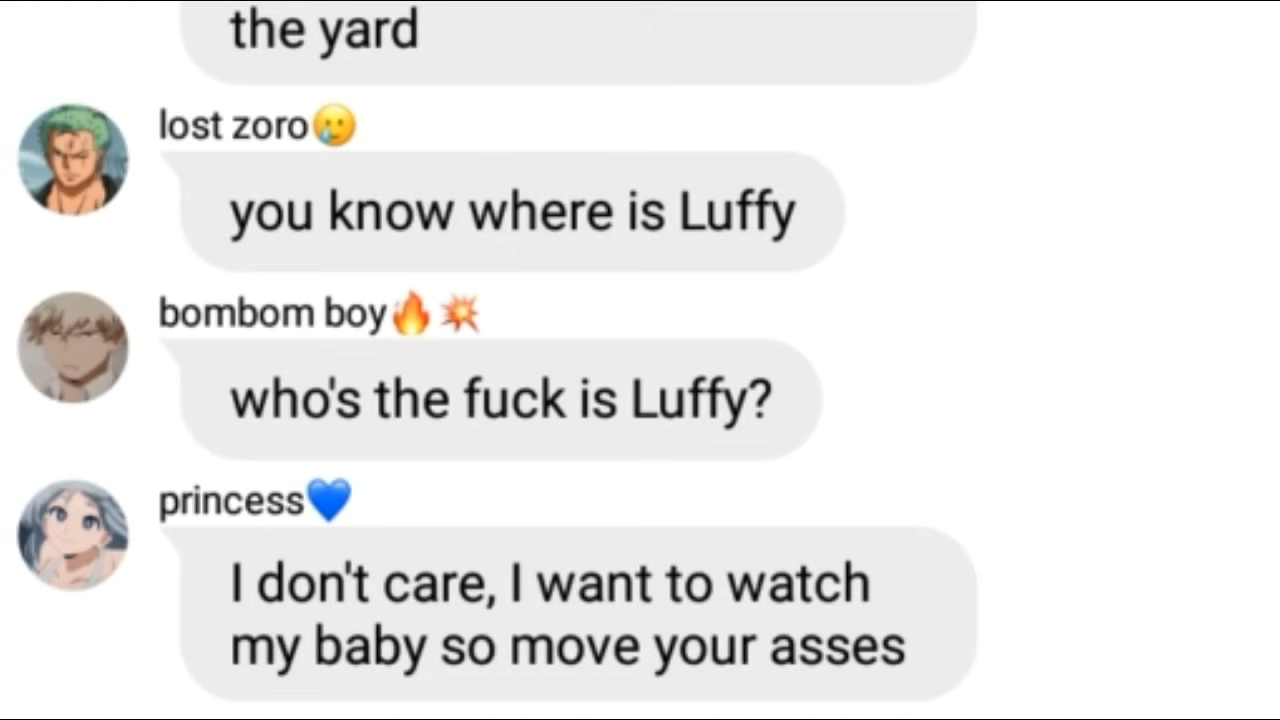 the yard
lost zoro🥲
you know where is Luffy
bombom boy🔥💥
who's the fuck is Luffy?
princess💙
I don't care, I want to watch
my baby so move your asses